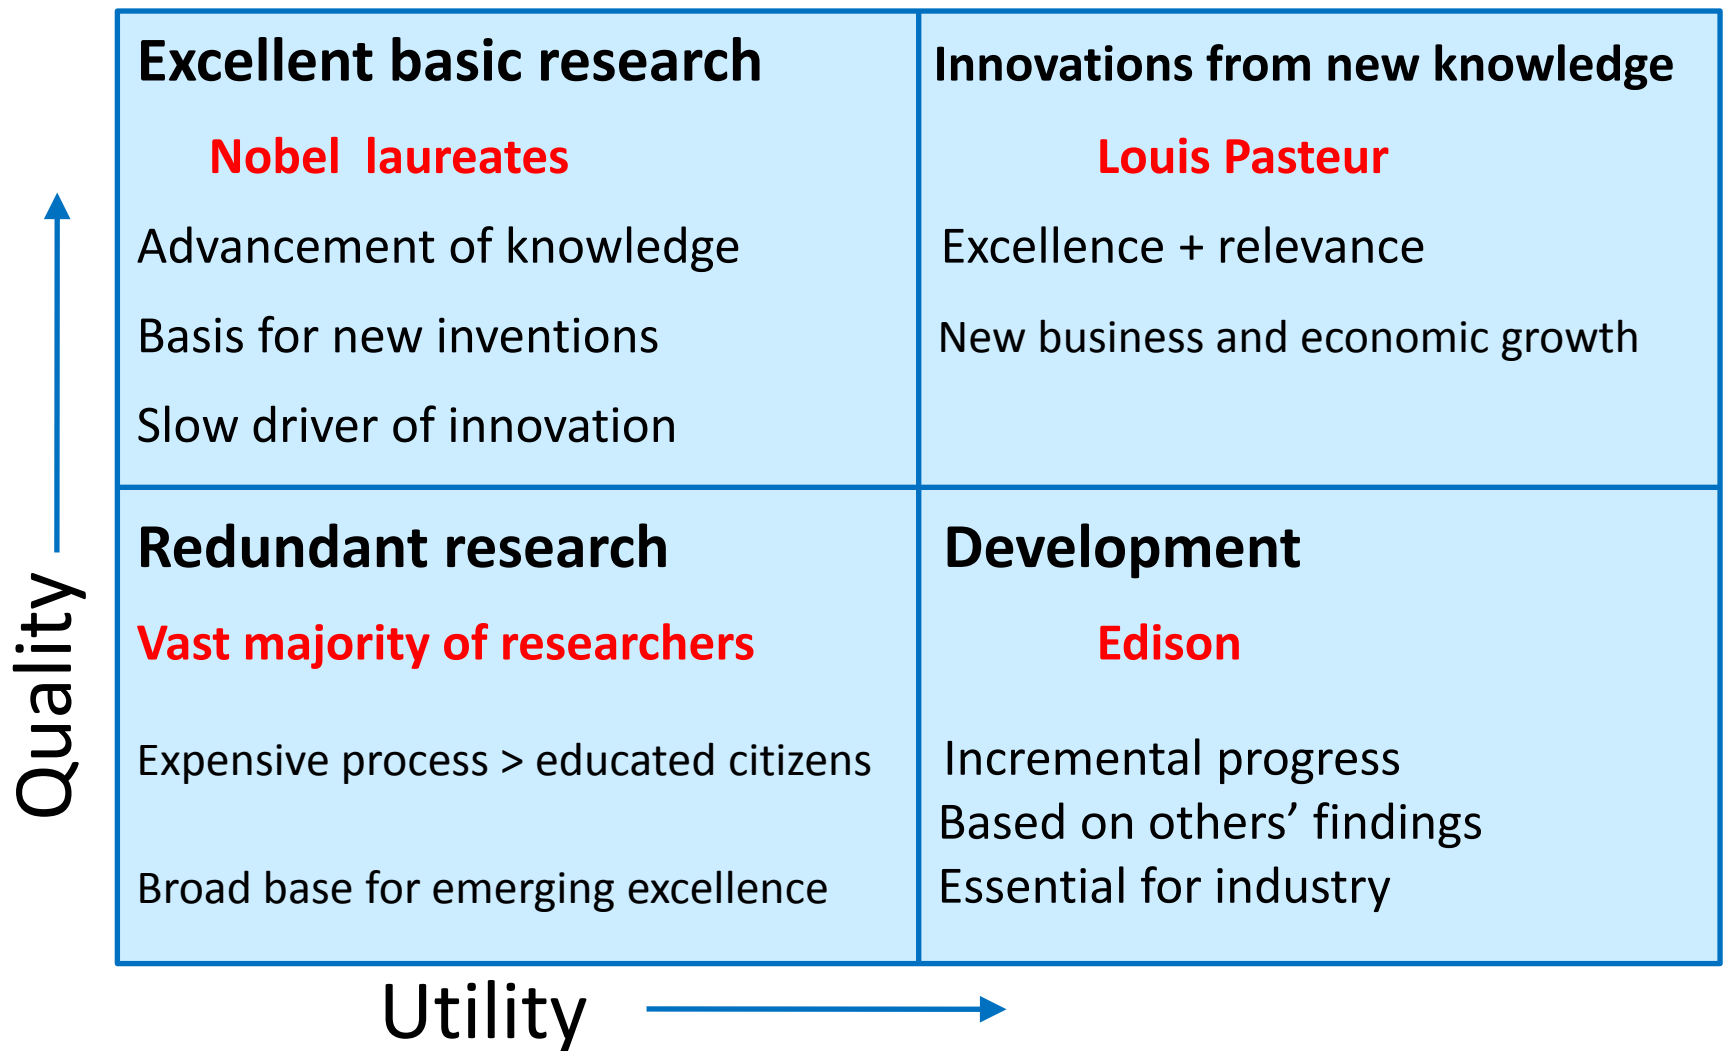 Excellent basic research
Nobel laureates
Advancement of knowledge
Basis for new inventions
Slow driver of innovation
Innovations from new knowledge
Louis Pasteur
Excellence + relevance
New business and economic growth
Redundant research
Vast majority of researchers
Expensive process > educated citizens
Broad base for emerging excellence
Development
Edison
Incremental progress
Based on others’ findings
Essential for industry
Quality
Utility